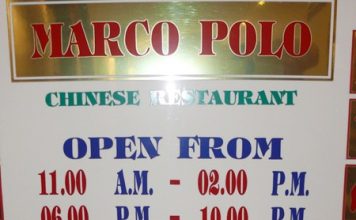 MARCO POLO
CHINESE RESTAURANT
OPEN FROM
11.00 A.M. - 02.00 P.M.
06.00 P.M. - 10.00 P.M.